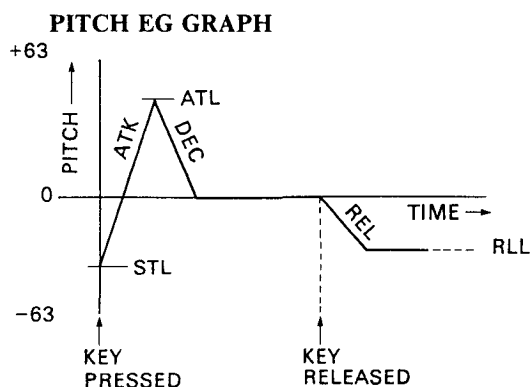 PITCH EG GRAPH
+63
PITCH
ATK
ATL
DEC
0
TIME
REL
RLL
STL
−63
KEY
PRESSED
KEY
RELEASED